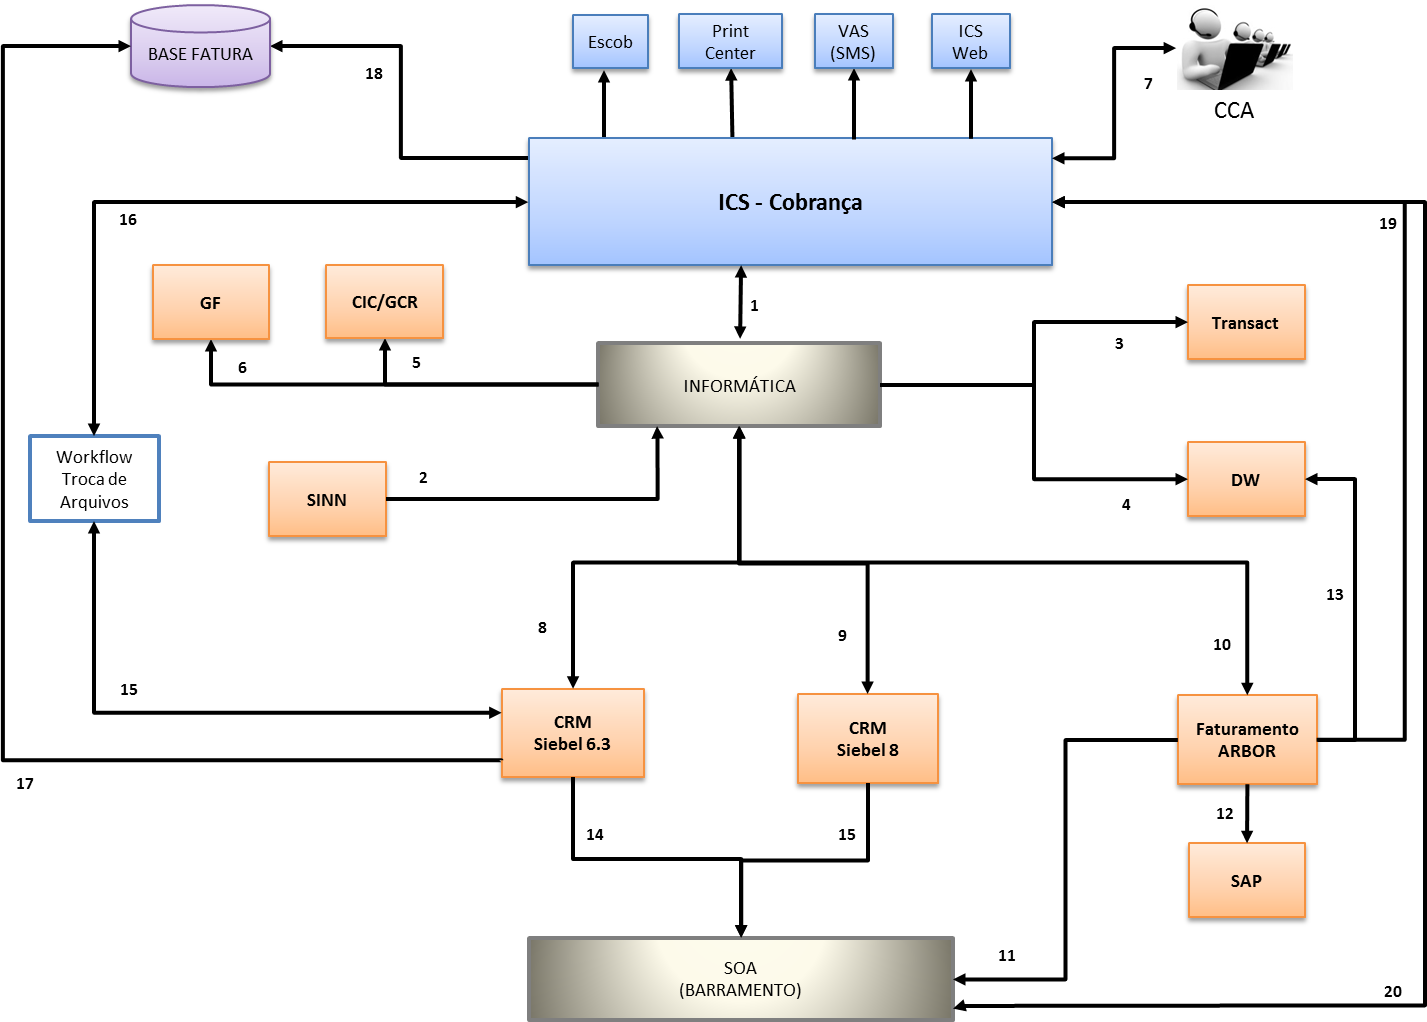 BASE FATURA
18
Escob
Print
Center
VAS
(SMS)
ICS
Web
7
CCA
ICS - Cobrança
16
19
GF
CIC/GCR
1
Transact
3
6
5
INFORMÁTICA
Workflow
Troca de
Arquivos
SINN
2
DW
4
13
8
9
10
15
CRM
Siebel 6.3
CRM
Siebel 8
Faturamento
ARBOR
17
14
15
12
SAP
SOA
(BARRAMENTO)
11
20